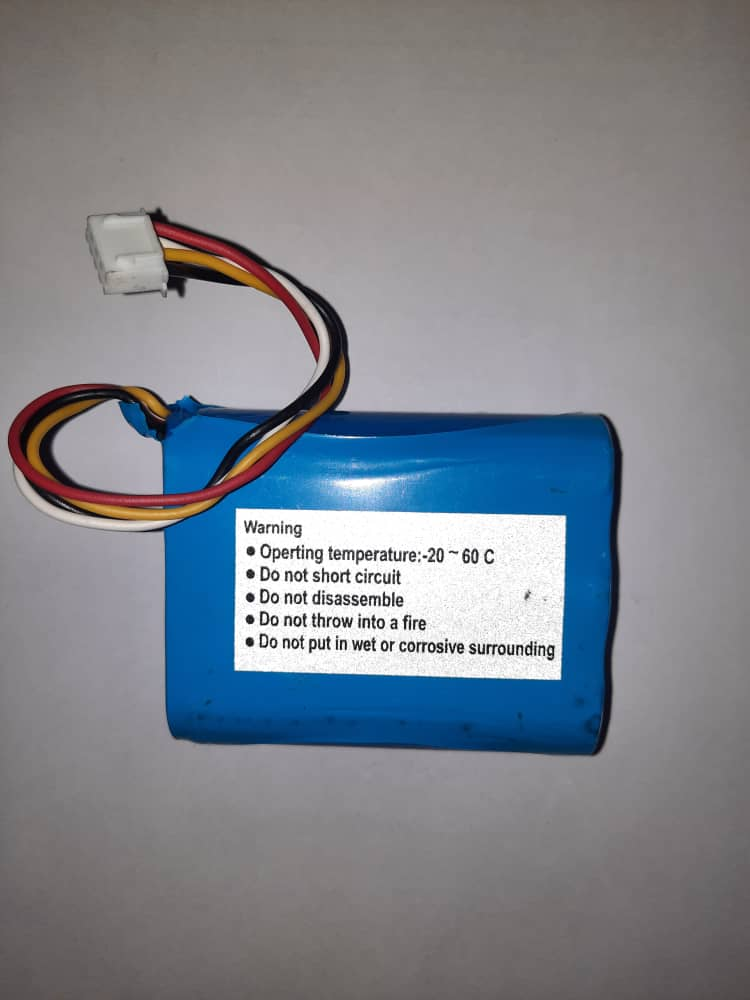 Warning
● Operting temperature:-20 ~ 60 C
● Do not short circuit
● Do not disassemble
● Do not throw into a fire
● Do not put in wet or corrosive surrounding